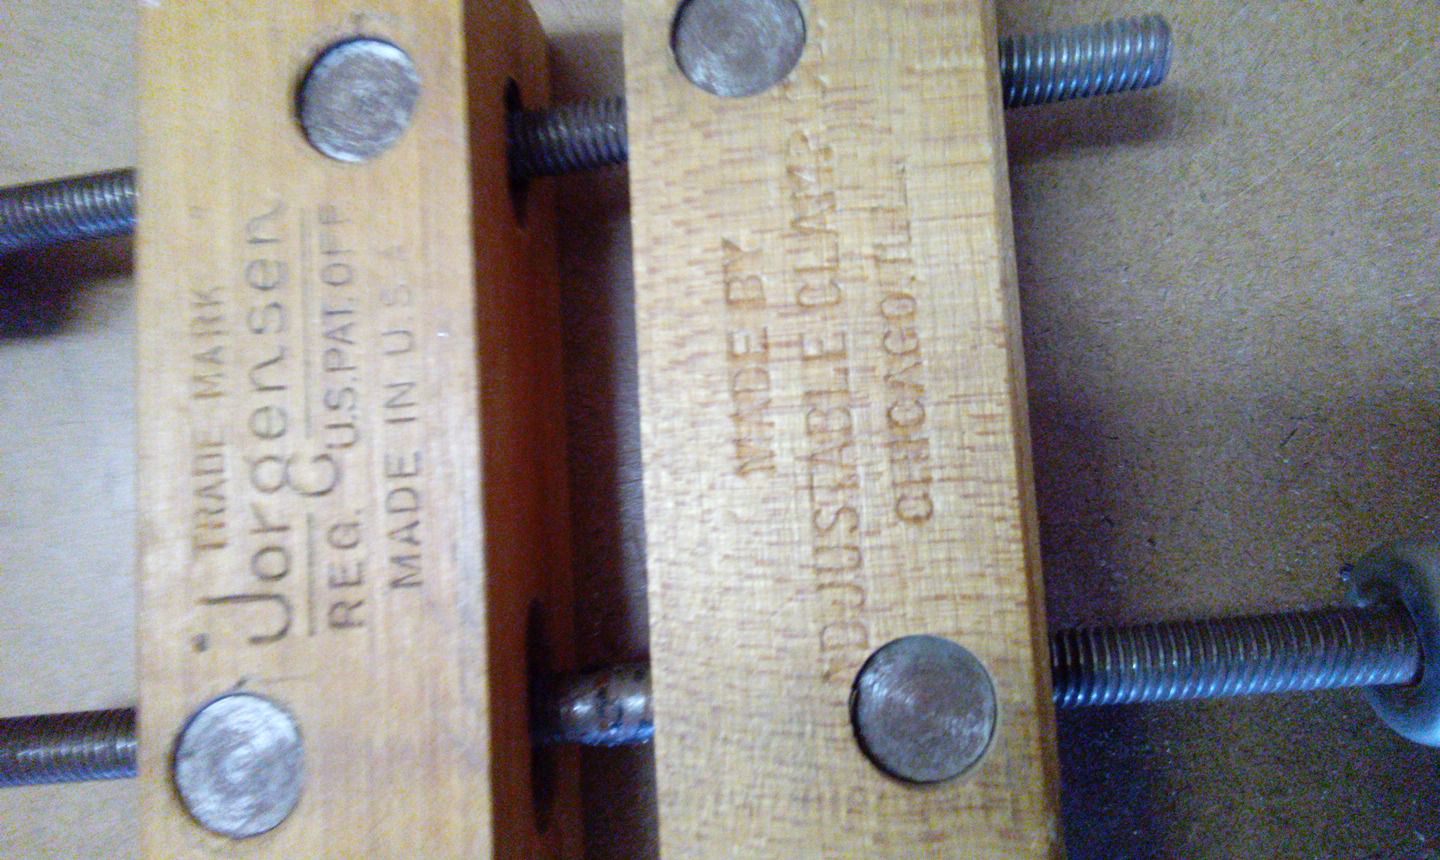 "TRADE MARK"
Jorgensen
REG. U.S. PAT. OFF
MADE IN U.S.A
MADE BY
ADJUSTABLE CLAMP
CHICAGO, ILL.